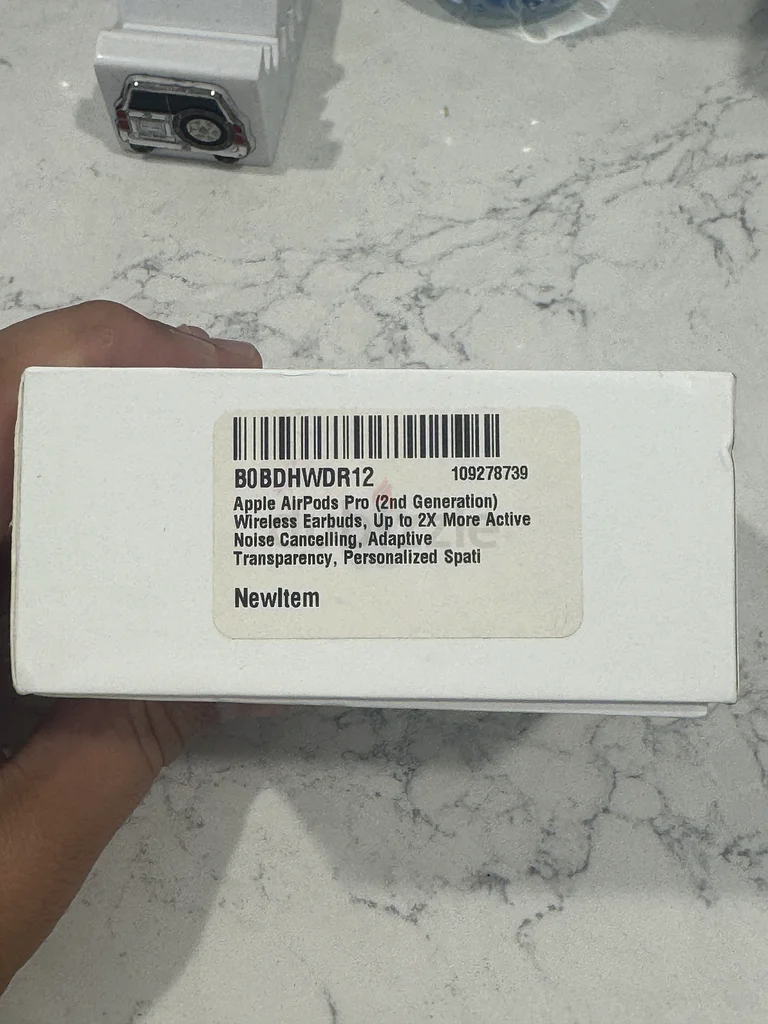 B0BDHWDR12 109278739
Apple AirPods Pro (2nd Generation)
Wireless Earbuds, Up to 2X More Active
Noise Cancelling, Adaptive
Transparency, Personalized Spati
NewItem